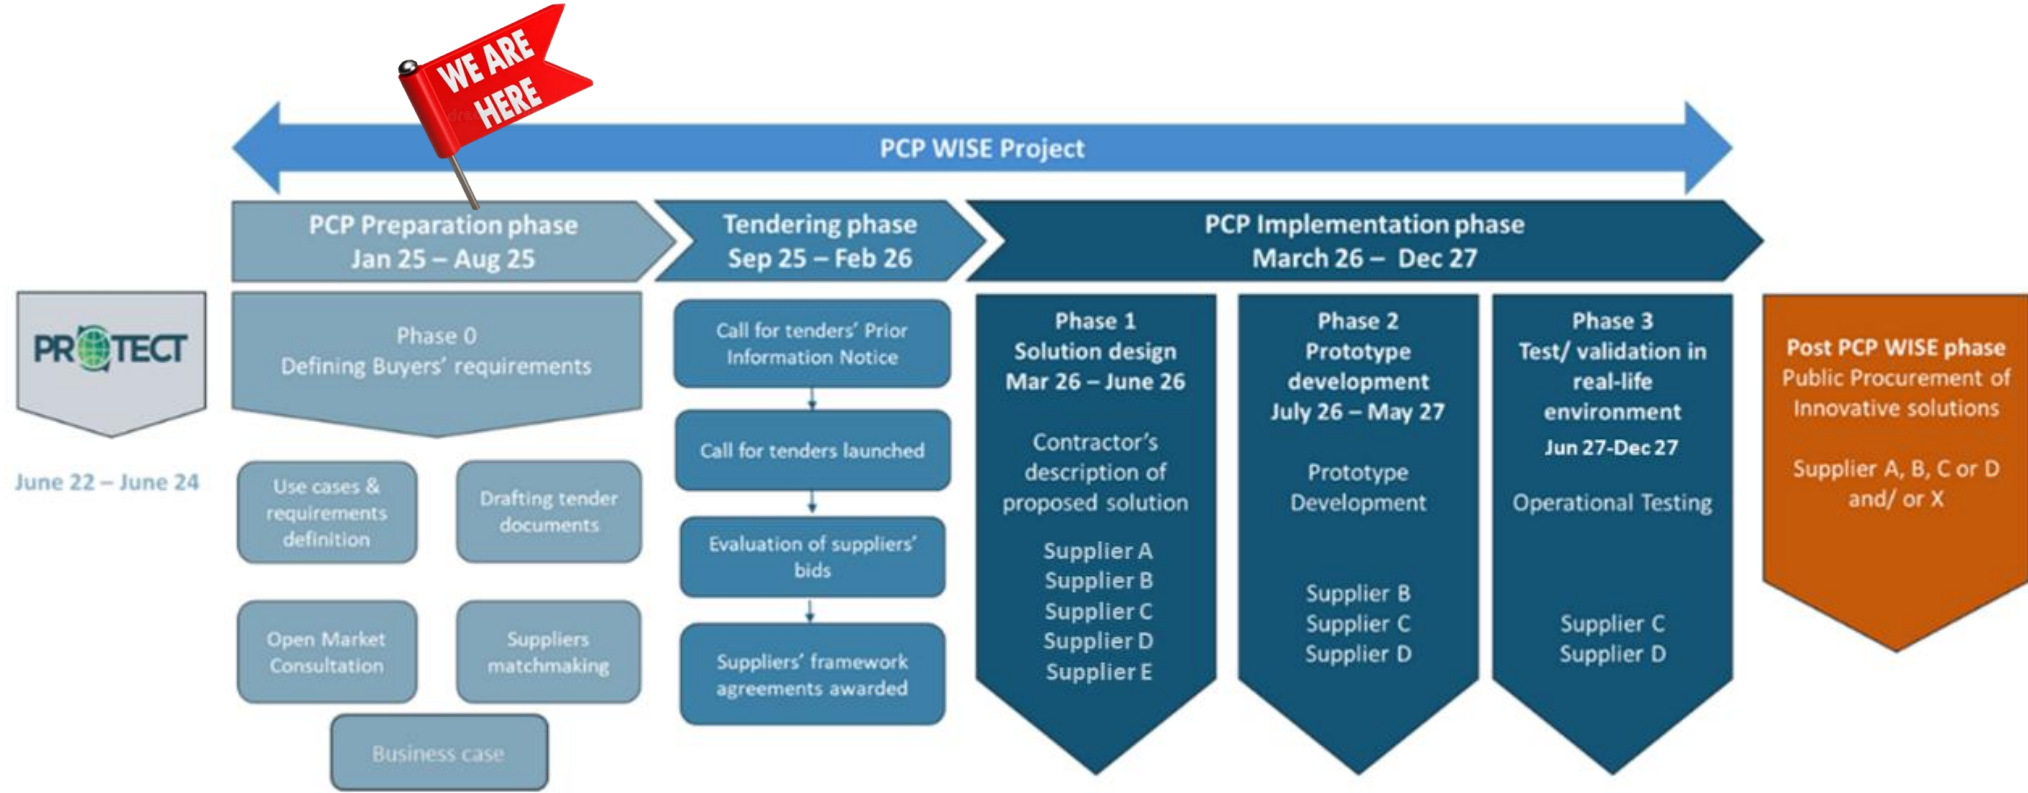 WE ARE
HERE
PCP WISE Project
PCP Preparation phase
Jan 25 – Aug 25
Tendering phase
Sep 25 – Feb 26
PCP Implementation phase
March 26 – Dec 27
PROTECT
June 22 – June 24
Phase 0
Defining Buyers' requirements
Use cases &
requirements
definition
Drafting tender
documents
Open Market
Consultation
Suppliers
matchmaking
Business case
Call for tenders' Prior
Information Notice
Call for tenders launched
Evaluation of suppliers'
bids
Suppliers' framework
agreements awarded
Phase 1
Solution design
Mar 26 – June 26
Contractor's
description of
proposed solution
Supplier A
Supplier B
Supplier C
Supplier D
Supplier E
Phase 2
Prototype
development
July 26 – May 27
Prototype
Development
Supplier B
Supplier C
Supplier D
Phase 3
Test/ validation in
real-life
environment
Jun 27-Dec 27
Operational Testing
Supplier C
Supplier D
Post PCP WISE phase
Public Procurement of
Innovative solutions
Supplier A, B, C or D
and/ or X